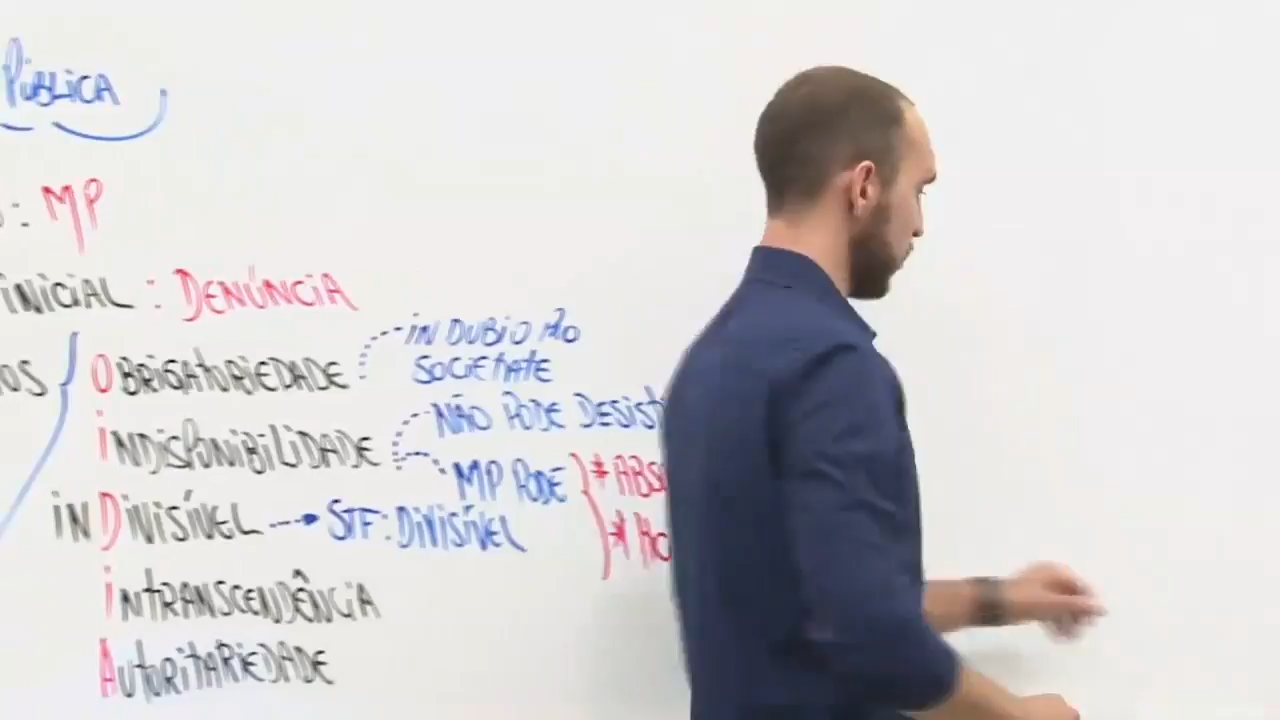 PÚBLICA
: MP
INICIAL : DENÚNCIA
OBRIGATORIEDADE
IN DUBIO PRO
SOCIETATE
INDISPONIBILIDADE
NÃO PODE DESIST
MP PODE * ABS
INDIVISÍVEL → STF: DIVISÍVEL
INTRANSCENDÊNCIA
AUTORITARIEDADE